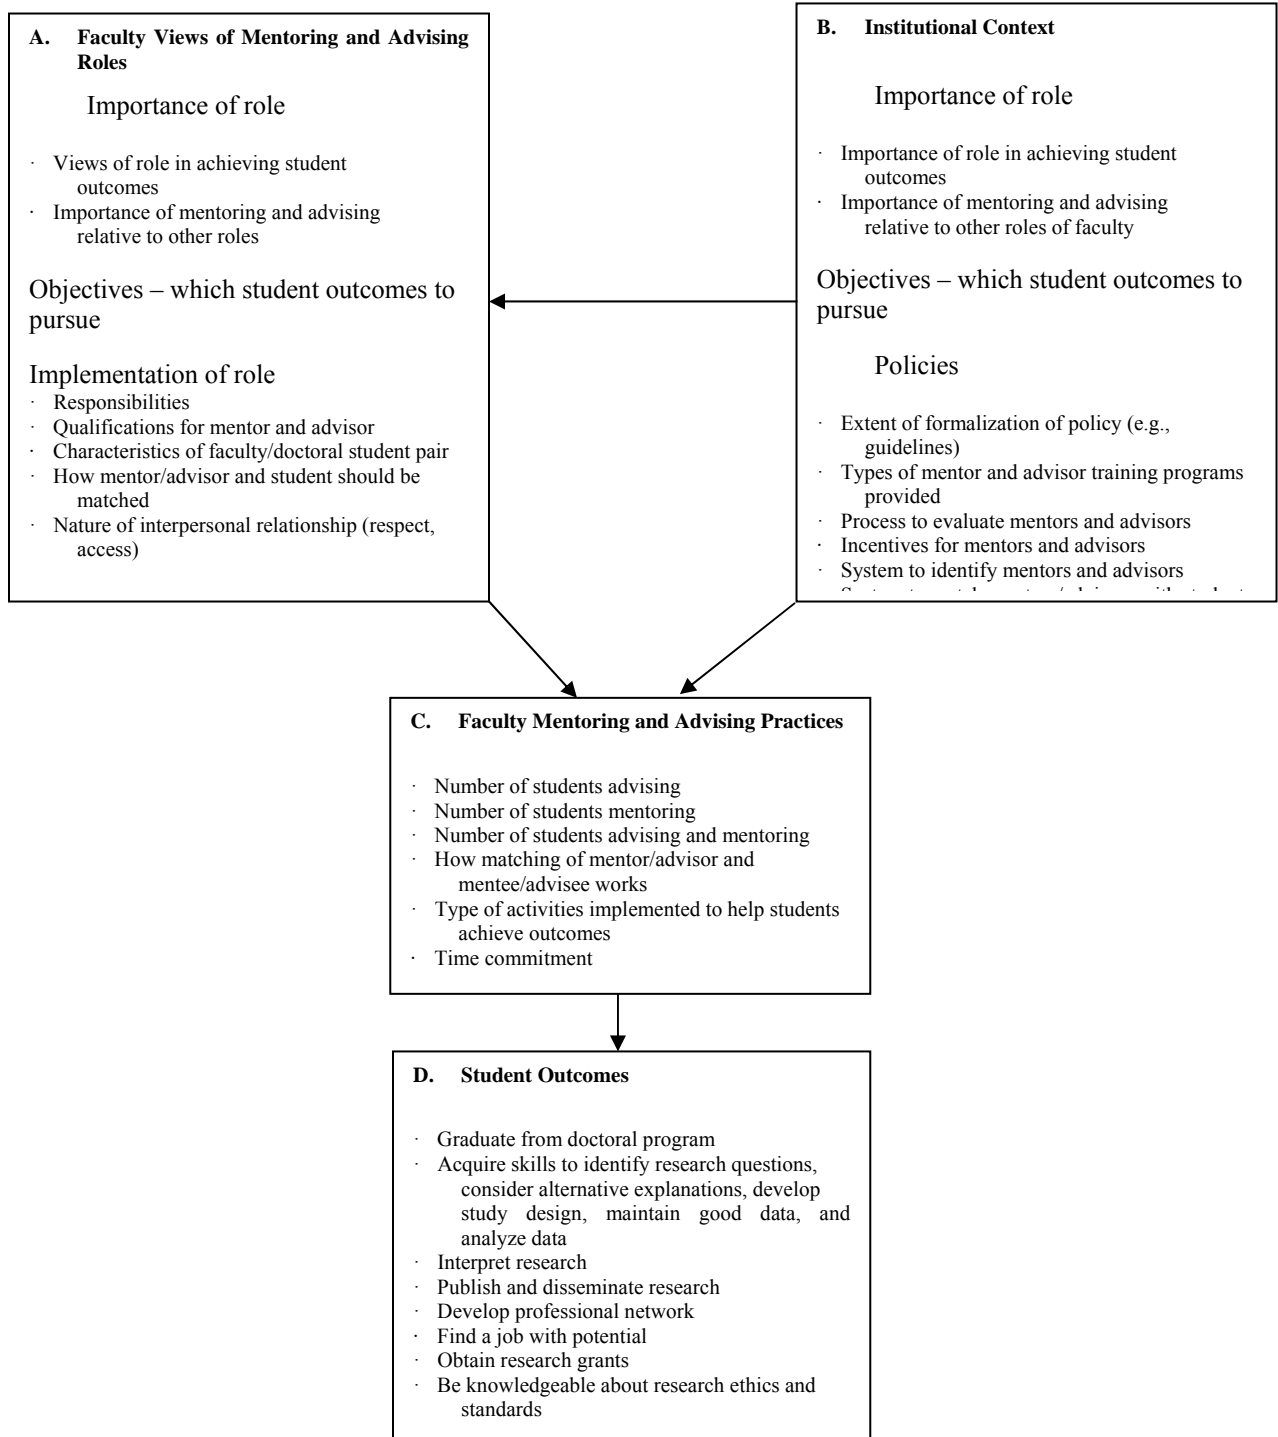 A. Faculty Views of Mentoring and Advising
Roles
Importance of role
· Views of role in achieving student
outcomes
· Importance of mentoring and advising
relative to other roles
Objectives – which student outcomes to
pursue
Implementation of role
· Responsibilities
· Qualifications for mentor and advisor
· Characteristics of faculty/doctoral student pair
· How mentor/advisor and student should be
matched
· Nature of interpersonal relationship (respect,
access)
B. Institutional Context
Importance of role
· Importance of role in achieving student
outcomes
· Importance of mentoring and advising
relative to other roles of faculty
Objectives – which student outcomes to
pursue
Policies
· Extent of formalization of policy (e.g.,
guidelines)
· Types of mentor and advisor training programs
provided
· Process to evaluate mentors and advisors
· Incentives for mentors and advisors
· System to identify mentors and advisors
C. Faculty Mentoring and Advising Practices
· Number of students advising
· Number of students mentoring
· Number of students advising and mentoring
· How matching of mentor/advisor and
mentee/advisee works
· Type of activities implemented to help students
achieve outcomes
· Time commitment
D. Student Outcomes
· Graduate from doctoral program
· Acquire skills to identify research questions,
consider alternative explanations, develop
study design, maintain good data, and
analyze data
· Interpret research
· Publish and disseminate research
· Develop professional network
· Find a job with potential
· Obtain research grants
· Be knowledgeable about research ethics and
standards